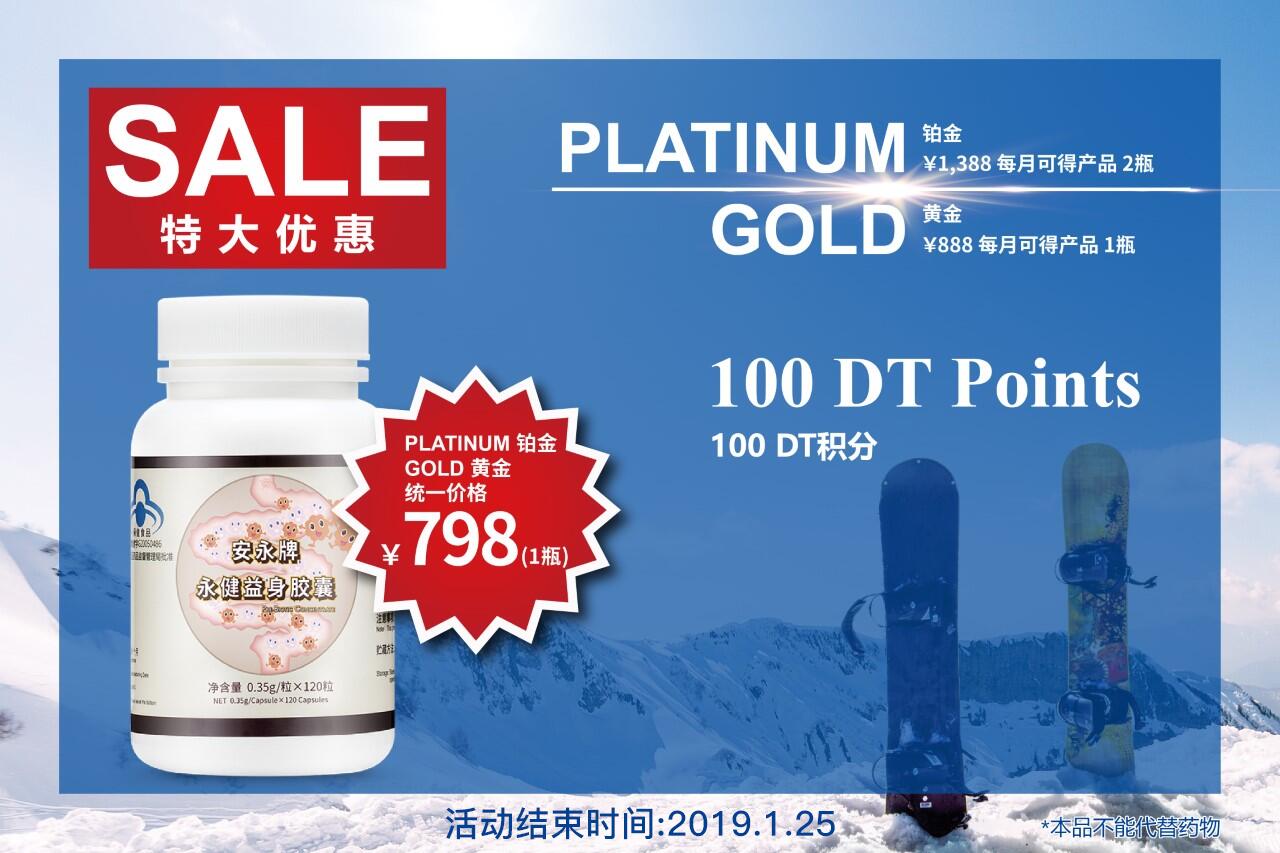 SALE
特大优惠
PLATINUM 铂金
¥1,388 每月可得产品 2瓶
GOLD 黄金
¥888 每月可得产品 1瓶
100 DT Points
100 DT积分
PLATINUM 铂金
GOLD 黄金
统一价格
¥798(1瓶)
安永牌
永健益身胶囊
净含量 0.35g/粒×120粒
NET 0.35g/Capsule×120 Capsules
活动结束时间:2019.1.25
*本品不能代替药物